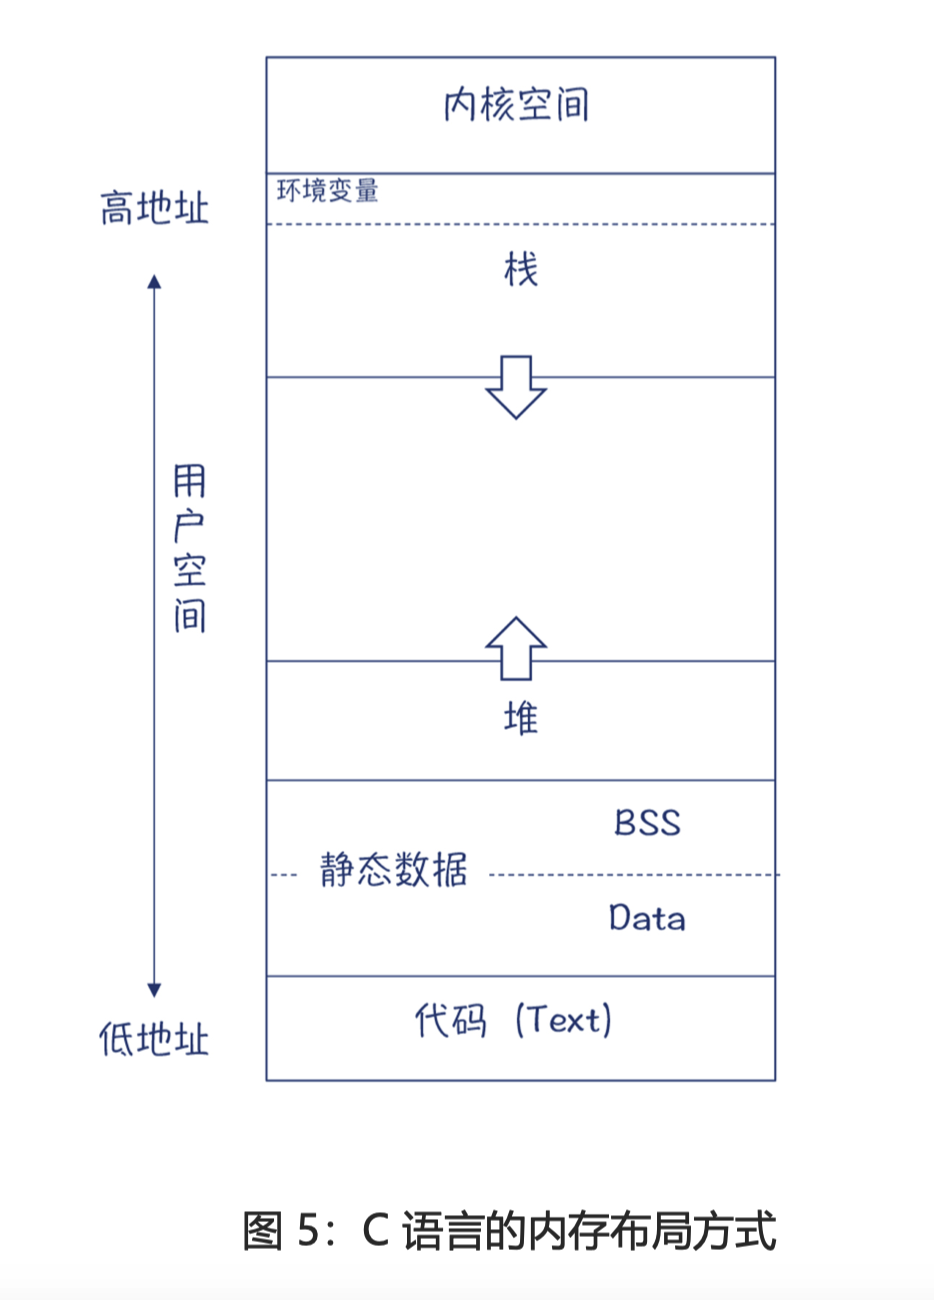 内核空间
高地址
环境变量
栈
用户空间
堆
BSS
静态数据
Data
代码（Text）
低地址
图 5：C 语言的内存布局方式